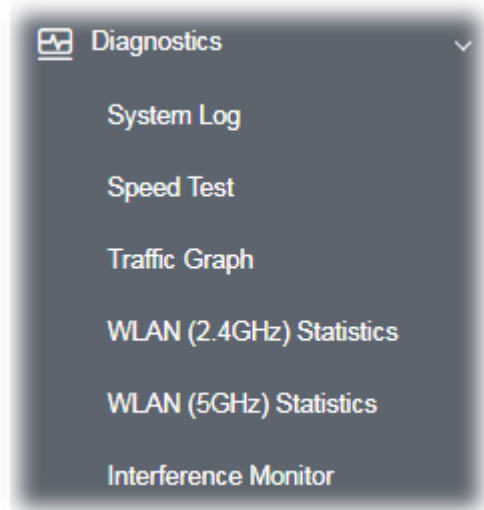 Diagnostics
System Log
Speed Test
Traffic Graph
WLAN (2.4GHz) Statistics
WLAN (5GHz) Statistics
Interference Monitor